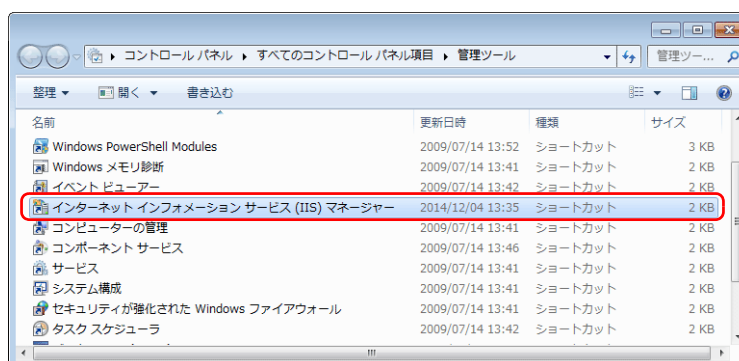 コントロール パネル ▸ すべてのコントロール パネル項目 ▸ 管理ツール 管理ツー...
整理 ▼ 開く ▼ 書き込む
名前 更新日時 種類 サイズ
Windows PowerShell Modules 2009/07/14 13:52 ショートカット 3 KB
Windows メモリ診断 2009/07/14 13:41 ショートカット 2 KB
イベント ビューアー 2009/07/14 13:42 ショートカット 2 KB
インターネット インフォメーション サービス (IIS) マネージャー 2014/12/04 13:35 ショートカット 2 KB
コンピューターの管理 2009/07/14 13:41 ショートカット 2 KB
コンポーネント サービス 2009/07/14 13:46 ショートカット 2 KB
サービス 2009/07/14 13:41 ショートカット 2 KB
システム構成 2009/07/14 13:41 ショートカット 2 KB
セキュリティが強化された Windows ファイアウォール 2009/07/14 13:41 ショートカット 2 KB
タスク スケジューラ 2009/07/14 13:42 ショートカット 2 KB